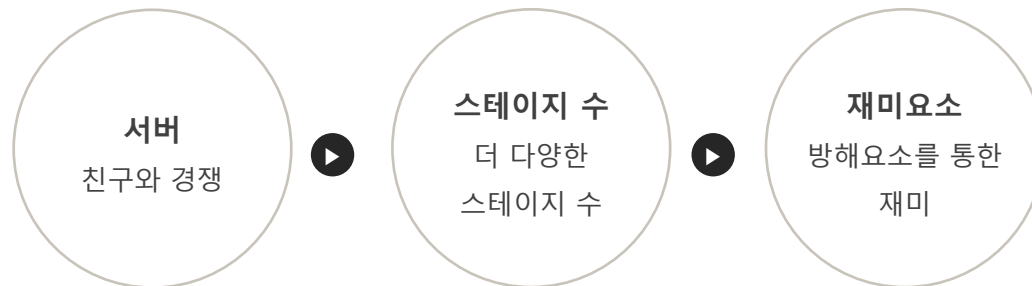 서버
친구와 경쟁
스테이지 수
더 다양한
스테이지 수
재미요소
방해요소를 통한
재미